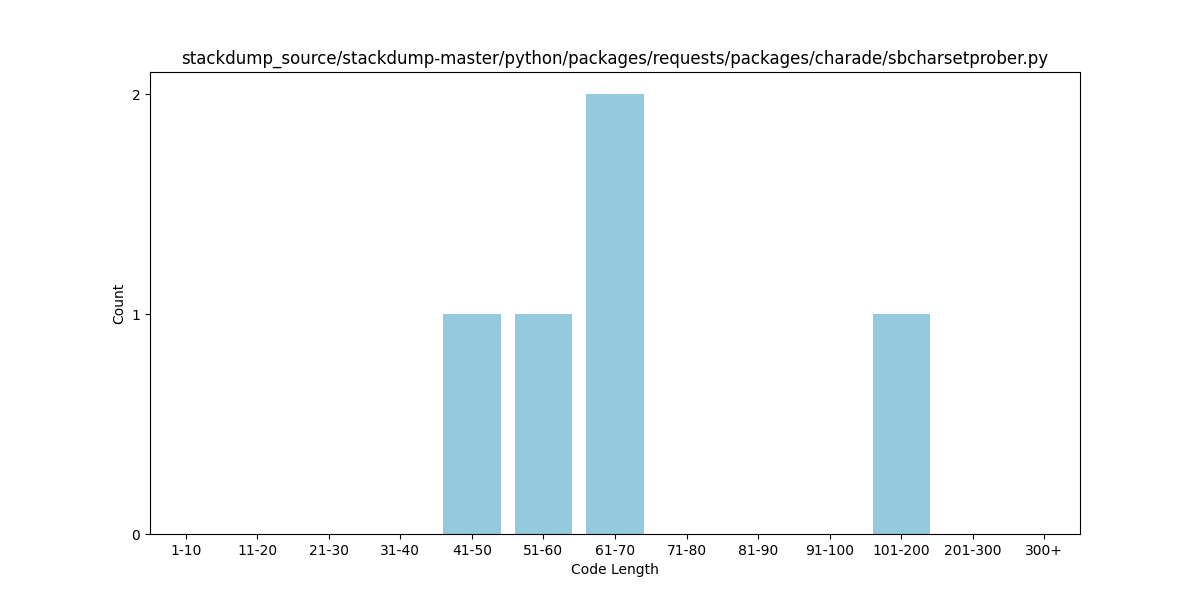 stackdump_source/stackdump-master/python/packages/requests/packages/charade/sbcharsetprober.py
2
1
0
Count
1-10 11-20 21-30 31-40 41-50 51-60 61-70 71-80 81-90 91-100 101-200 201-300 300+
Code Length